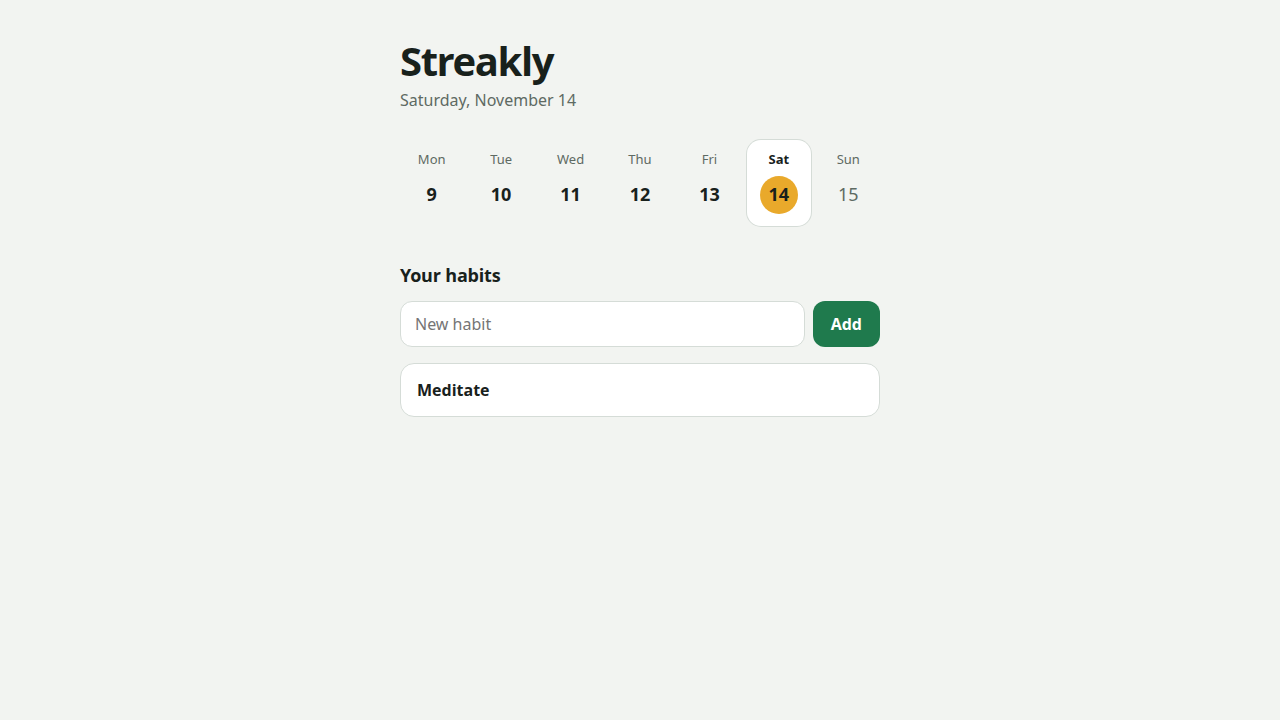 Streakly
Saturday, November 14
Mon Tue Wed Thu Fri Sat Sun
9 10 11 12 13 14 15
Your habits
New habit Add
Meditate